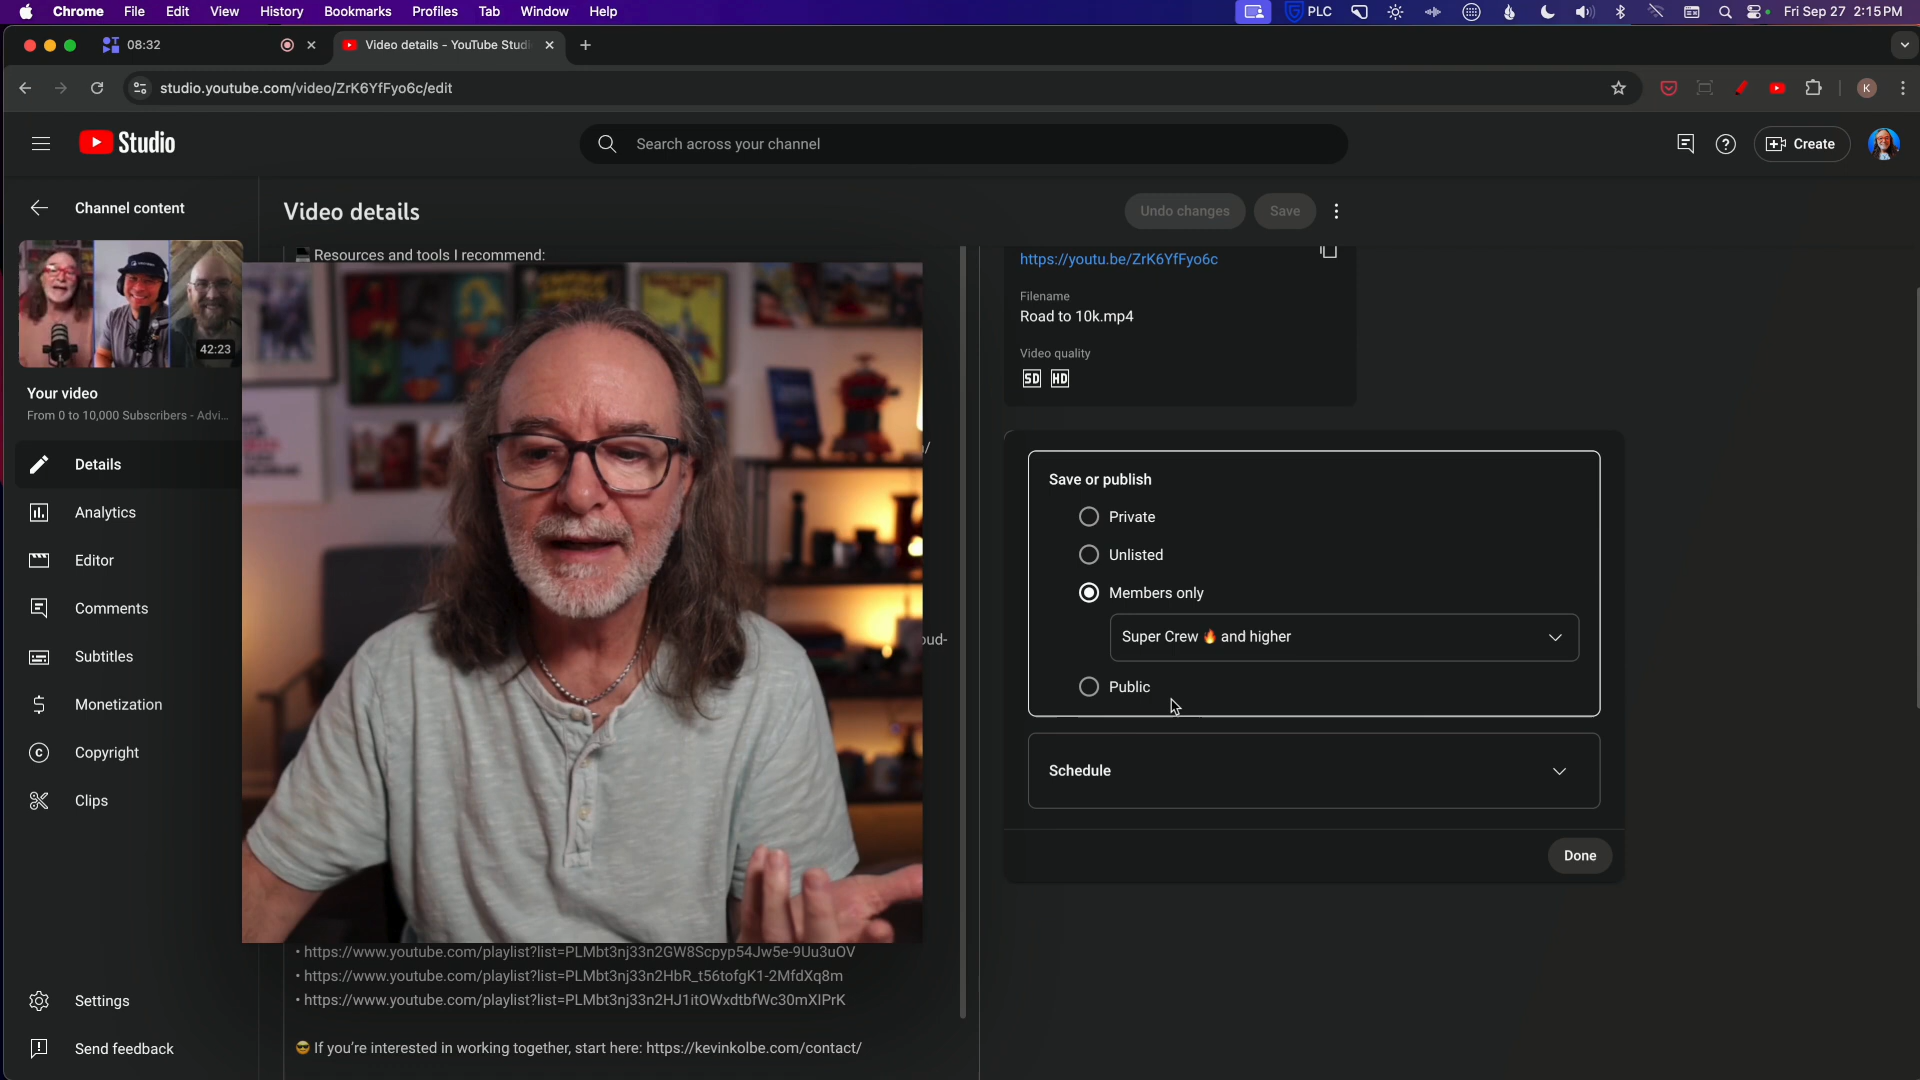 Chrome File Edit View History Bookmarks Profiles Tab Window Help PLC Fri Sep 27 2:15 PM
08:32 Video details - YouTube Studi
studio.youtube.com/video/ZrK6YfFyo6c/edit K
Studio Search across your channel Create
Channel content
42:23
Your video
From 0 to 10,000 Subscribers - Advi...
Details
Analytics
Editor
Comments
Subtitles
Monetization
Copyright
Clips
Settings
Send feedback
Video details Undo changes Save
Resources and tools I recommend:
/
oud-
• https://www.youtube.com/playlist?list=PLMbt3nj33n2GW8Scpyp54Jw5e-9Uu3uOV
• https://www.youtube.com/playlist?list=PLMbt3nj33n2HbR_t56tofgK1-2MfdXq8m
• https://www.youtube.com/playlist?list=PLMbt3nj33n2HJ1itOWxdtbfWc30mXIPrK
😎 If you're interested in working together, start here: https://kevinkolbe.com/contact/
https://youtu.be/ZrK6YfFyo6c
Filename
Road to 10k.mp4
Video quality
SD HD
Save or publish
Private
Unlisted
Members only
Super Crew 🔥 and higher
Public
Schedule
Done